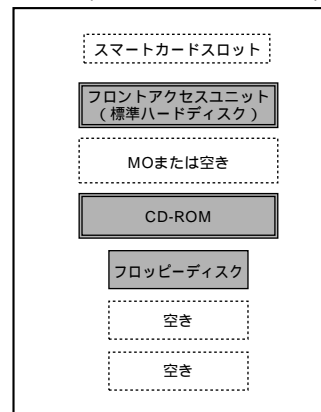 スマートカードスロット
フロントアクセスユニット
（標準ハードディスク）
MOまたは空き
CD-ROM
フロッピーディスク
空き
空き